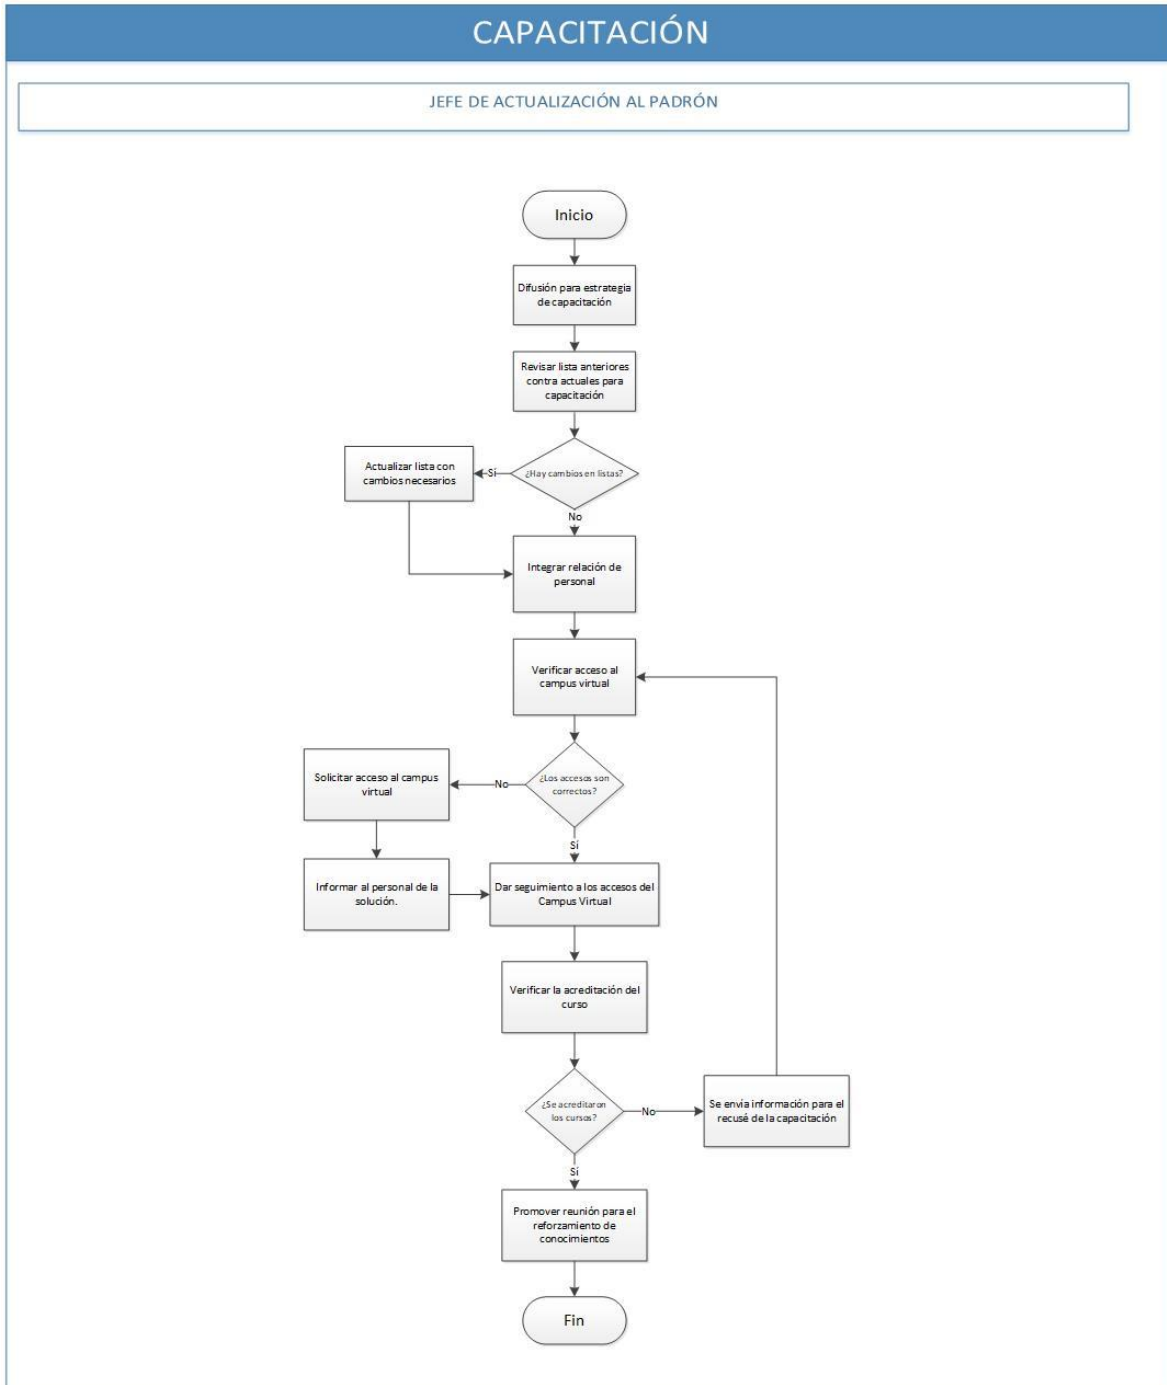 CAPACITACIÓN
JEFE DE ACTUALIZACIÓN AL PADRÓN
Inicio
Difusión para estrategia
de capacitación
Revisar lista anteriores
contra actuales para
capacitación
¿Hay cambios en listas?
Sí
Actualizar lista con
cambios necesarios
No
Integrar relación de
personal
Verificar acceso al
campus virtual
¿Los accesos son
correctos?
No
Solicitar acceso al campus
virtual
Sí
Informar al personal de la
solución.
Dar seguimiento a los accesos del
Campus Virtual
Verificar la acreditación del
curso
¿Se acreditaron
los cursos?
No
Se envía información para el
recusé de la capacitación
Sí
Promover reunión para el
reforzamiento de
conocimientos
Fin